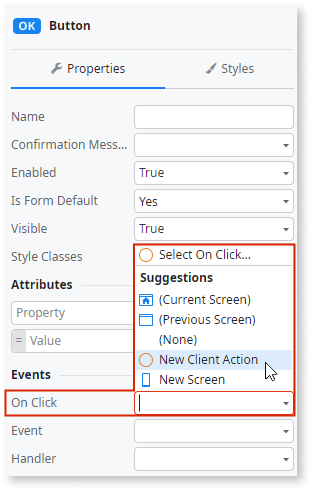 OK Button
Properties Styles
Name
Confirmation Mess...
Enabled True
Is Form Default Yes
Visible True
Style Classes Select On Click...
Suggestions
Attributes
(Current Screen)
Property
(Previous Screen)
= Value
(None)
Events
New Client Action
New Screen
On Click
Event
Handler